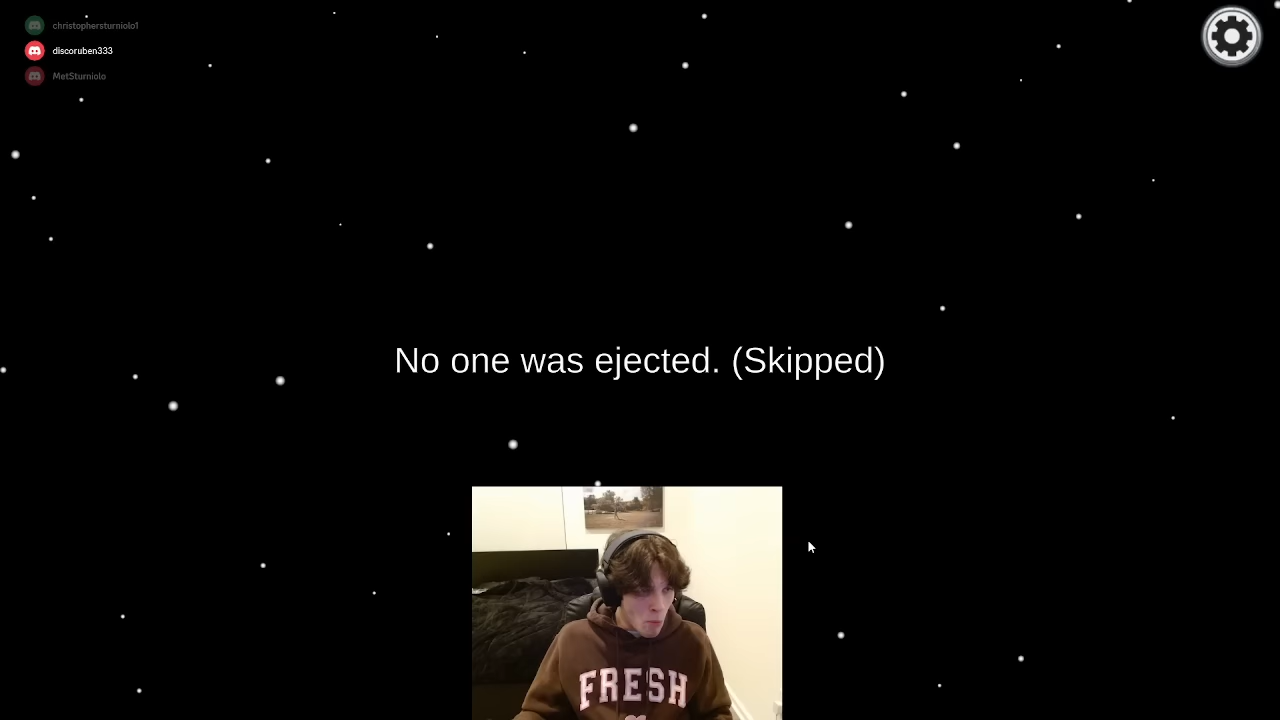 christophersturniolo1
discoruben333
MetSturniolo
No one was ejected. (Skipped)
FRESH